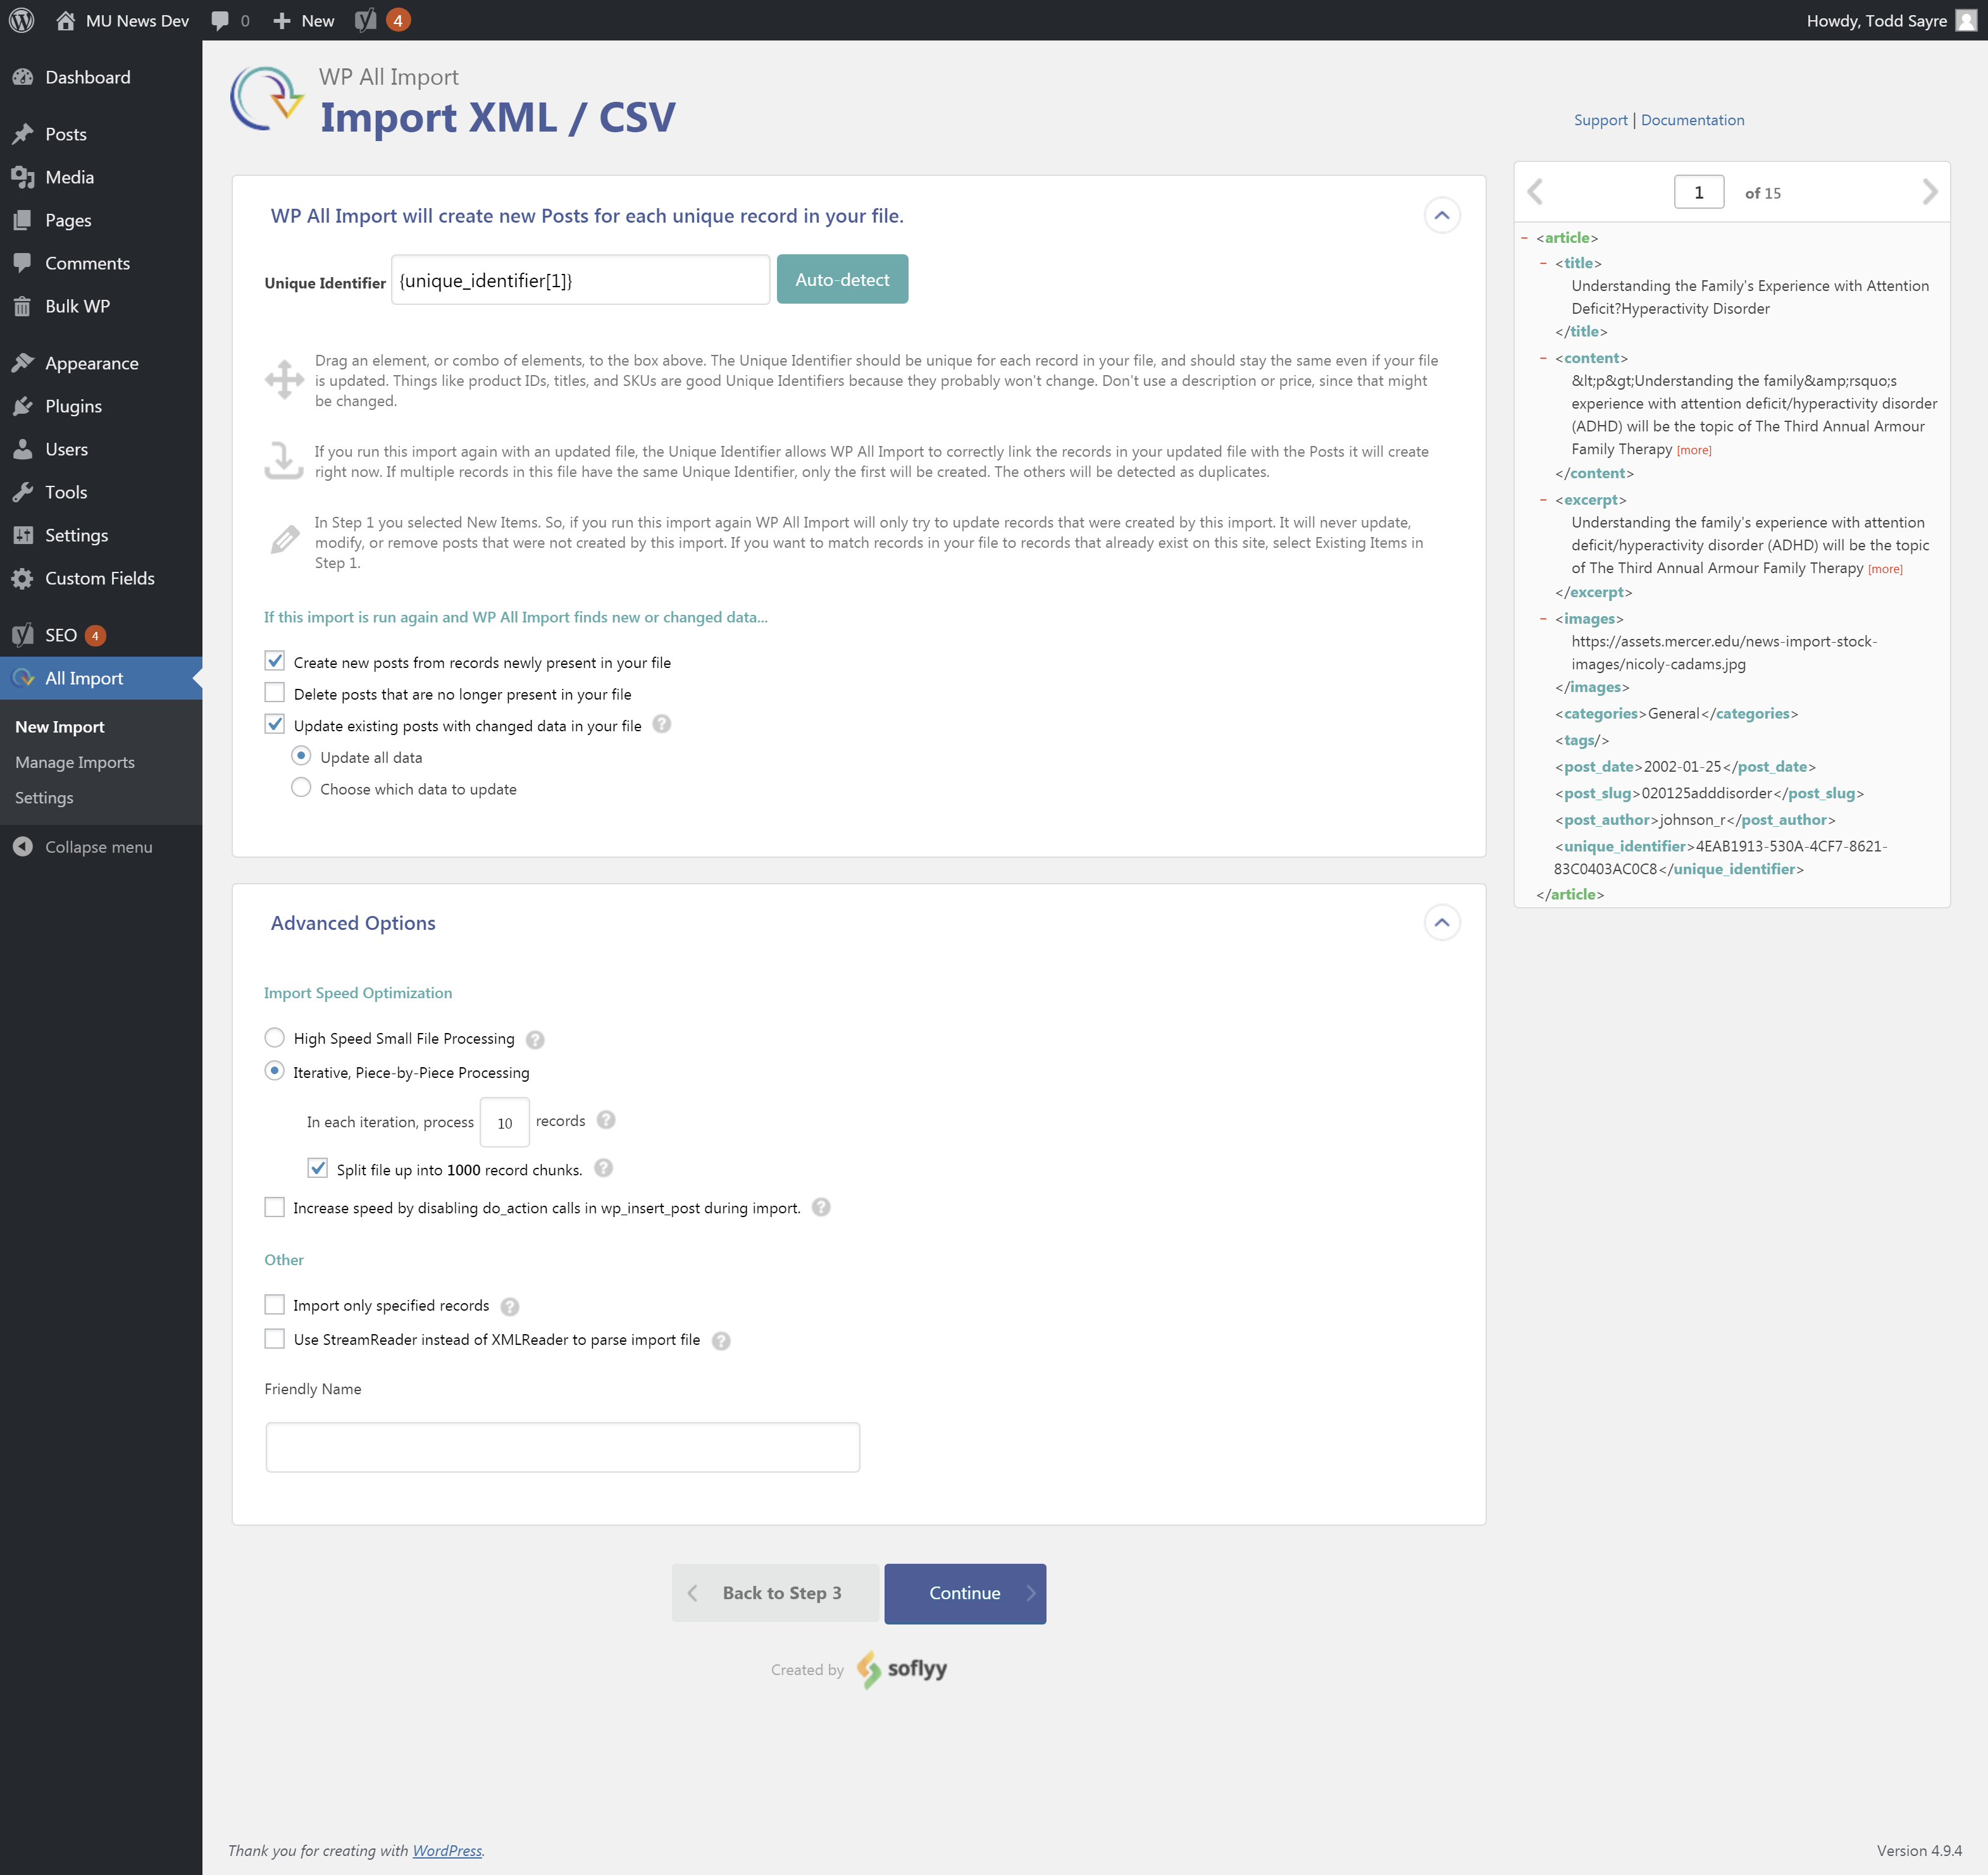 MU News Dev
0
New
4
Howdy, Todd Sayre
Dashboard
Posts
Media
Pages
Comments
Bulk WP
Appearance
Plugins
Users
Tools
Settings
Custom Fields
SEO 4
All Import
New Import
Manage Imports
Settings
Collapse menu
WP All Import
Import XML / CSV
Support | Documentation
WP All Import will create new Posts for each unique record in your file.
Unique Identifier {unique_identifier[1]} Auto-detect
Drag an element, or combo of elements, to the box above. The Unique Identifier should be unique for each record in your file, and should stay the same even if your file
is updated. Things like product IDs, titles, and SKUs are good Unique Identifiers because they probably won't change. Don't use a description or price, since that might
be changed.
If you run this import again with an updated file, the Unique Identifier allows WP All Import to correctly link the records in your updated file with the Posts it will create
right now. If multiple records in this file have the same Unique Identifier, only the first will be created. The others will be detected as duplicates.
In Step 1 you selected New Items. So, if you run this import again WP All Import will only try to update records that were created by this import. It will never update,
modify, or remove posts that were not created by this import. If you want to match records in your file to records that already exist on this site, select Existing Items in
Step 1.
If this import is run again and WP All Import finds new or changed data...
Create new posts from records newly present in your file
Delete posts that are no longer present in your file
Update existing posts with changed data in your file ?
Update all data
Choose which data to update
Advanced Options
Import Speed Optimization
High Speed Small File Processing ?
Iterative, Piece-by-Piece Processing
In each iteration, process 10 records ?
Split file up into 1000 record chunks. ?
Increase speed by disabling do_action calls in wp_insert_post during import. ?
Other
Import only specified records ?
Use StreamReader instead of XMLReader to parse import file ?
Friendly Name
Back to Step 3
Continue
Created by soflyy
1 of 15
− <article>
− <title>
Understanding the Family's Experience with Attention
Deficit?Hyperactivity Disorder
</title>
− <content>
&lt;p&gt;Understanding the family&amp;rsquo;s
experience with attention deficit/hyperactivity disorder
(ADHD) will be the topic of The Third Annual Armour
Family Therapy [more]
</content>
− <excerpt>
Understanding the family's experience with attention
deficit/hyperactivity disorder (ADHD) will be the topic
of The Third Annual Armour Family Therapy [more]
</excerpt>
− <images>
https://assets.mercer.edu/news-import-stock-
images/nicoly-cadams.jpg
</images>
<categories>General</categories>
<tags/>
<post_date>2002-01-25</post_date>
<post_slug>020125adddisorder</post_slug>
<post_author>johnson_r</post_author>
<unique_identifier>4EAB1913-530A-4CF7-8621-
83C0403AC0C8</unique_identifier>
</article>
Thank you for creating with WordPress.
Version 4.9.4